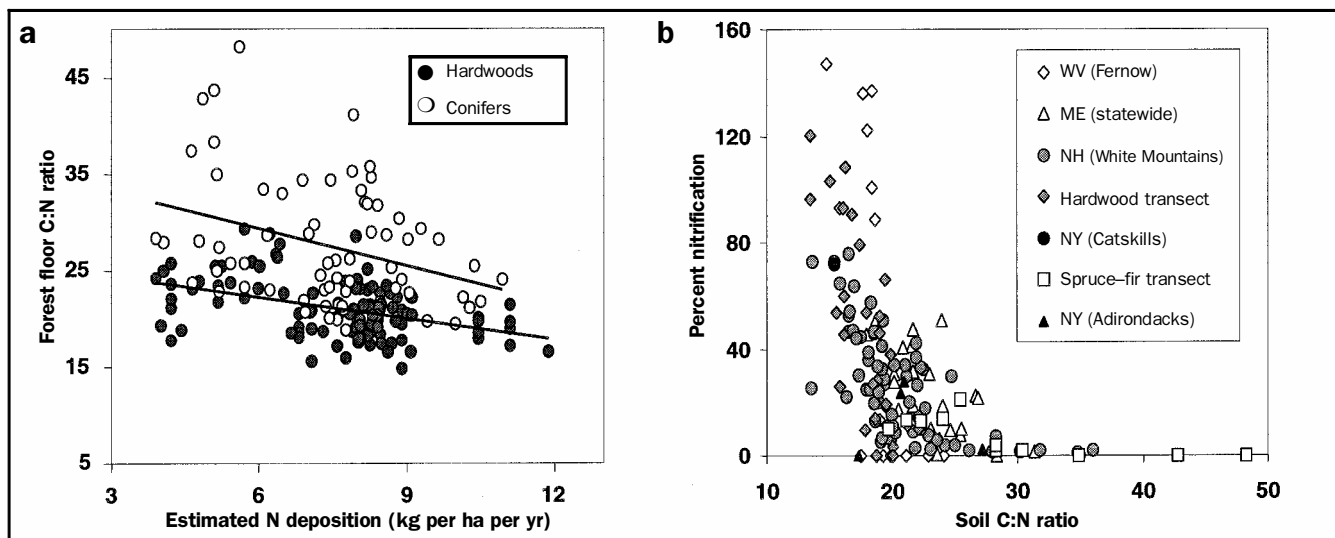 a
Forest floor C:N ratio
45
35
25
15
5
3
6
9
12
Estimated N deposition (kg per ha per yr)
Hardwoods
Conifers
b
Percent nitrification
160
120
80
40
0
10
20
30
40
50
Soil C:N ratio
WV (Fernow)
ME (statewide)
NH (White Mountains)
Hardwood transect
NY (Catskills)
Spruce–fir transect
NY (Adirondacks)